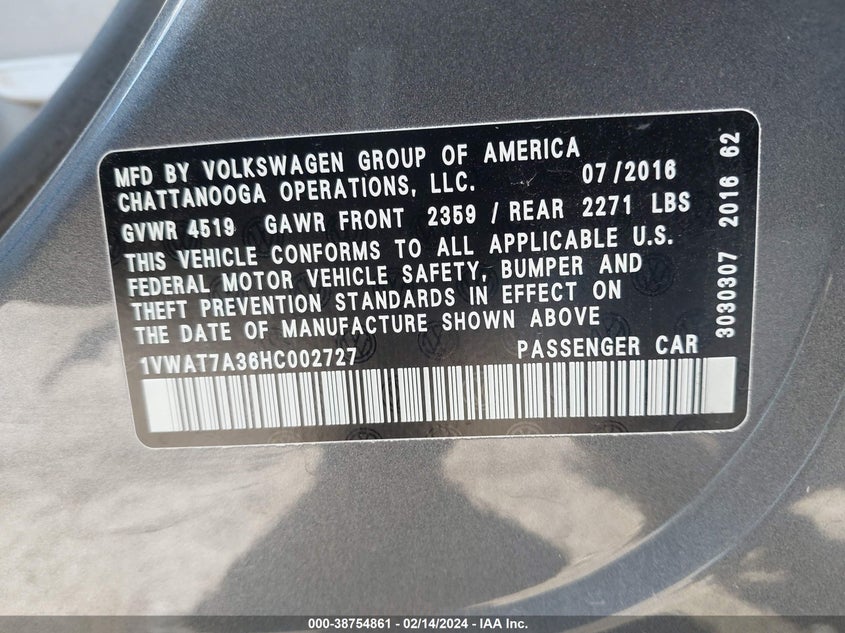 MFD BY VOLKSWAGEN GROUP OF AMERICA
CHATTANOOGA OPERATIONS, LLC. 07/2016
GVWR 4519 GAWR FRONT 2359 / REAR 2271 LBS
THIS VEHICLE CONFORMS TO ALL APPLICABLE U.S.
FEDERAL MOTOR VEHICLE SAFETY, BUMPER AND
THEFT PREVENTION STANDARDS IN EFFECT ON
THE DATE OF MANUFACTURE SHOWN ABOVE
1VWAT7A36HC002727 PASSENGER CAR
3030307 2016 62
000-38754861 - 02/14/2024 - IAA Inc.